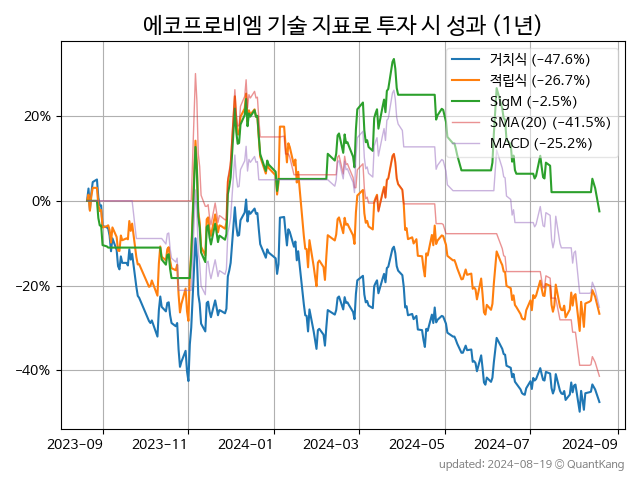 에코프로비엠 기술 지표로 투자 시 성과 (1년)
거치식 (−47.6%)
적립식 (−26.7%)
SigM (−2.5%)
SMA(20) (−41.5%)
MACD (−25.2%)
20%
0%
−20%
−40%
2023-09 2023-11 2024-01 2024-03 2024-05 2024-07 2024-09
updated: 2024-08-19 © QuantKang